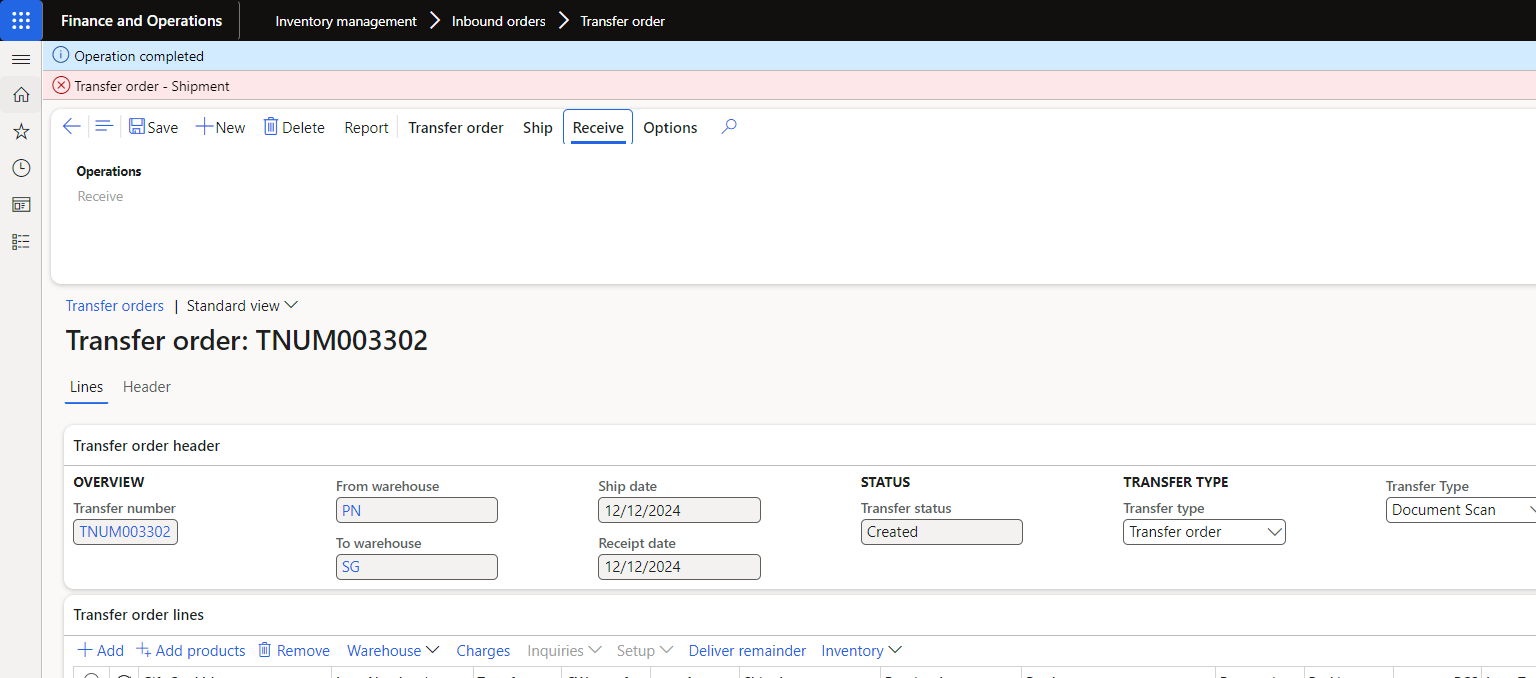 Finance and Operations Inventory management Inbound orders Transfer order
Operation completed
Transfer order - Shipment
Save New Delete Report Transfer order Ship Receive Options
Operations
Receive
Transfer orders | Standard view
Transfer order: TNUM003302
Lines Header
Transfer order header
OVERVIEW
Transfer number
TNUM003302
From warehouse
PN
To warehouse
SG
Ship date
12/12/2024
Receipt date
12/12/2024
STATUS
Transfer status
Created
TRANSFER TYPE
Transfer type
Transfer order
Transfer Type
Document Scan
Transfer order lines
Add Add products Remove Warehouse Charges Inquiries Setup Deliver remainder Inventory